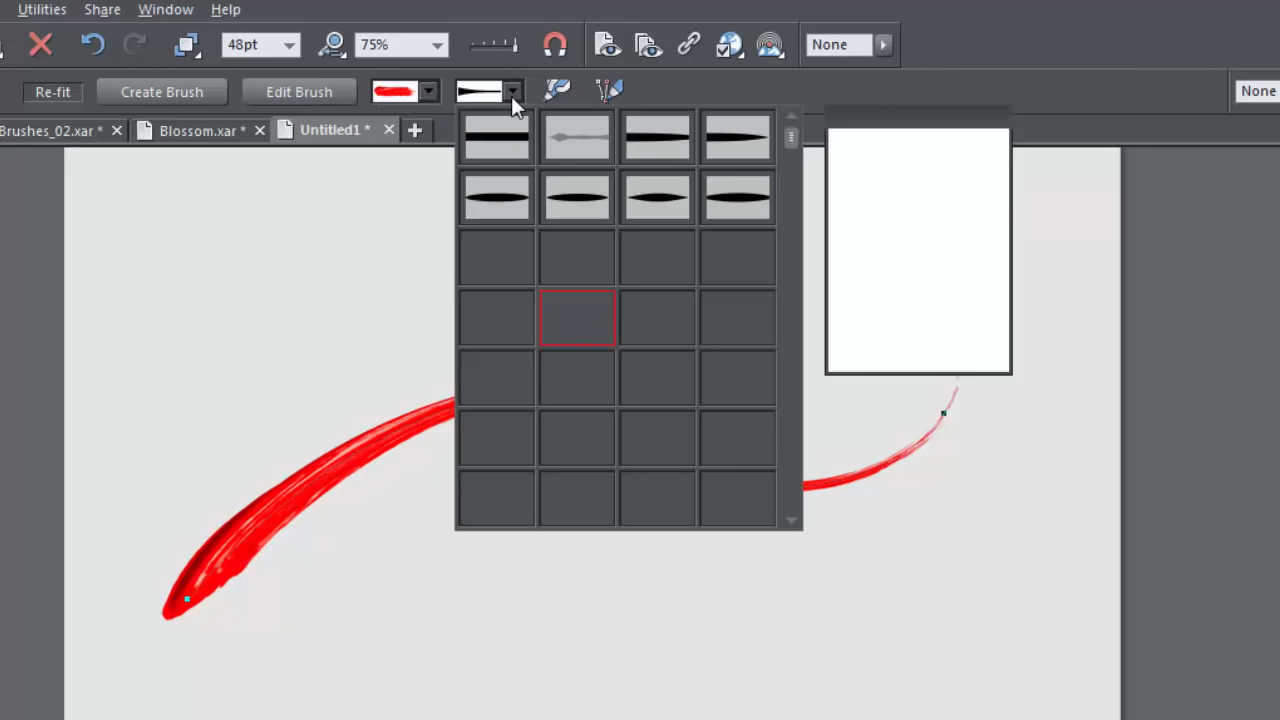 Utilities Share Window Help
48pt 75% None
Re-fit Create Brush Edit Brush None
Brushes_02.xar * Blossom.xar * Untitled1 *